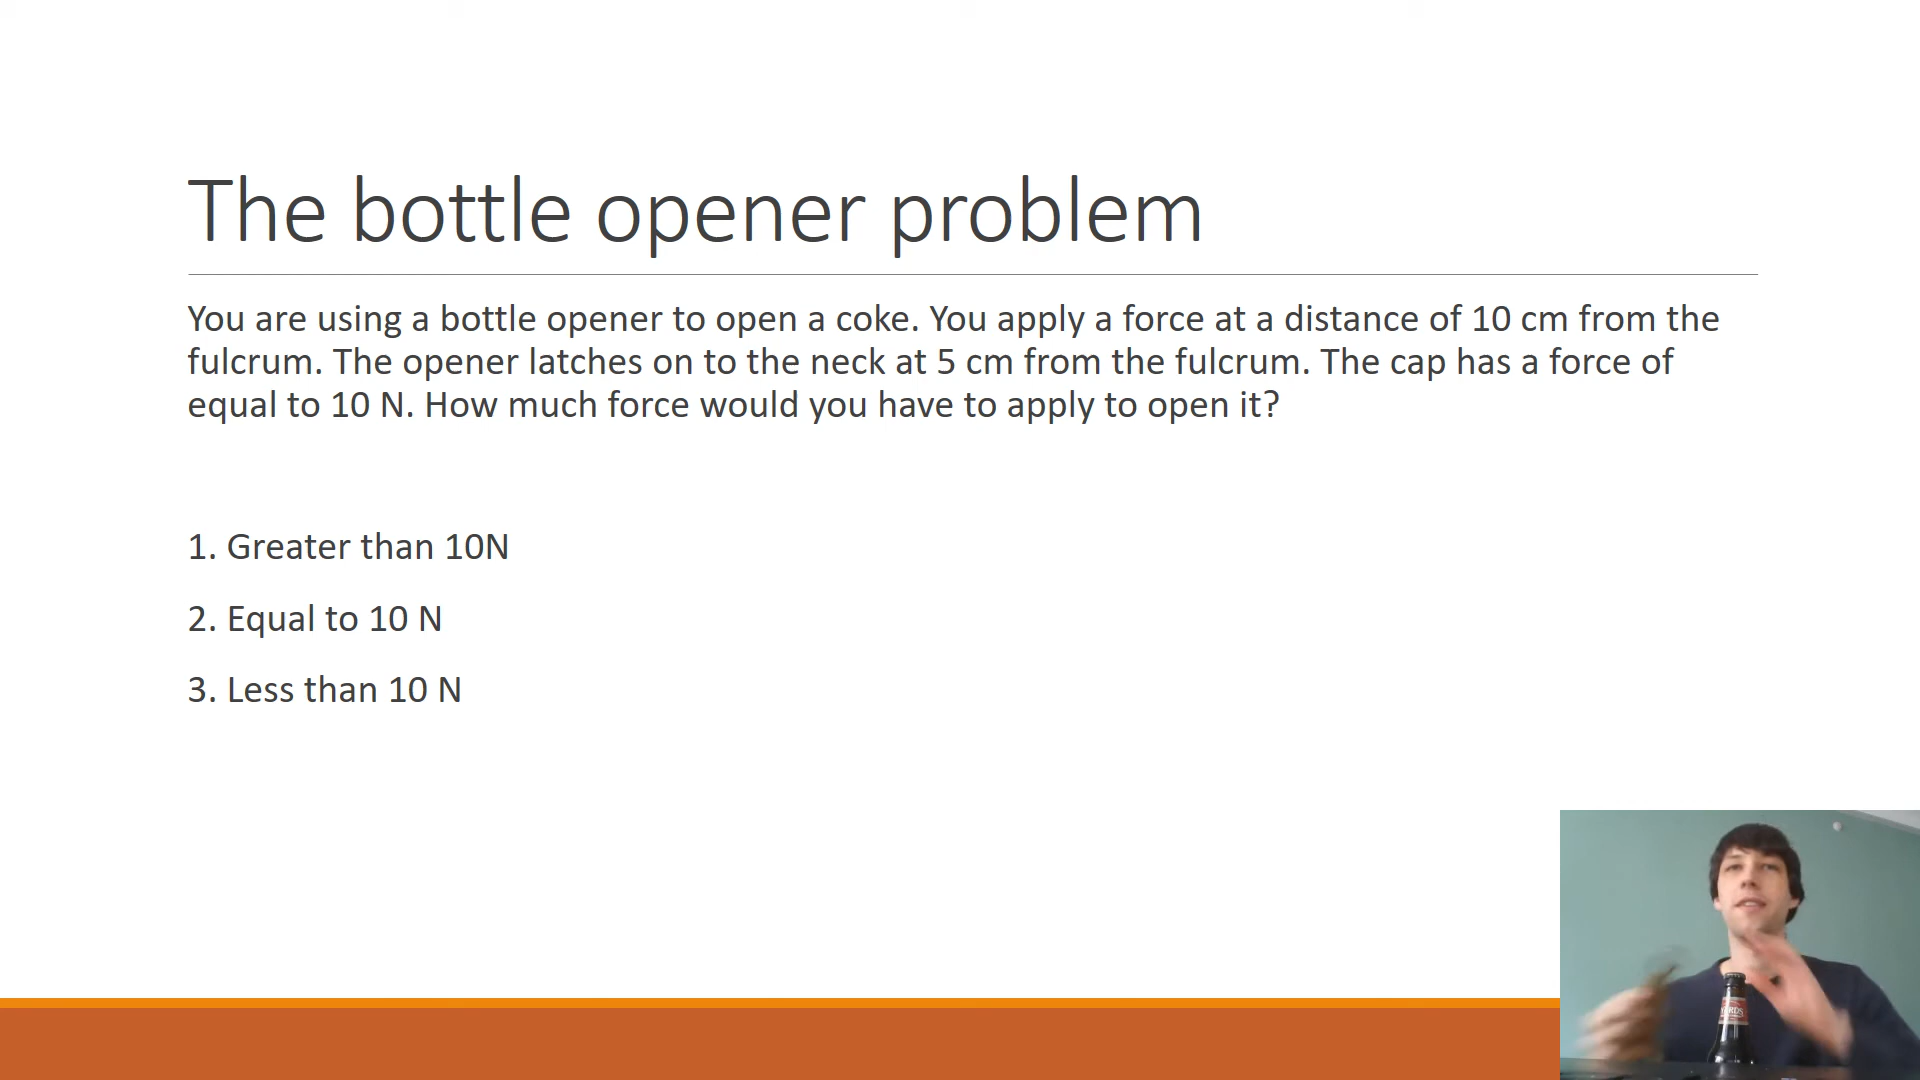 The bottle opener problem
You are using a bottle opener to open a coke. You apply a force at a distance of 10 cm from the
fulcrum. The opener latches on to the neck at 5 cm from the fulcrum. The cap has a force of
equal to 10 N. How much force would you have to apply to open it?
1. Greater than 10N
2. Equal to 10 N
3. Less than 10 N